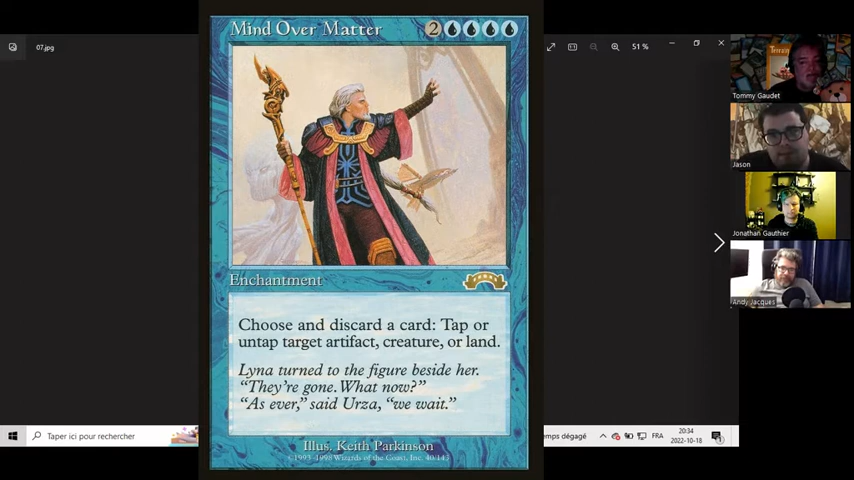 07.jpg
51 %
Mind Over Matter
2
Enchantment
Choose and discard a card: Tap or
untap target artifact, creature, or land.
Lyna turned to the figure beside her.
“They’re gone. What now?”
“As ever,” said Urza, “we wait.”
Illus. Keith Parkinson
©1993-1998 Wizards of the Coast, Inc. 40/143
Tommy Gaudet
Jason
Jonathan Gauthier
Andy Jacques
Taper ici pour rechercher
emps dégagé
FRA
20:34
2022-10-18